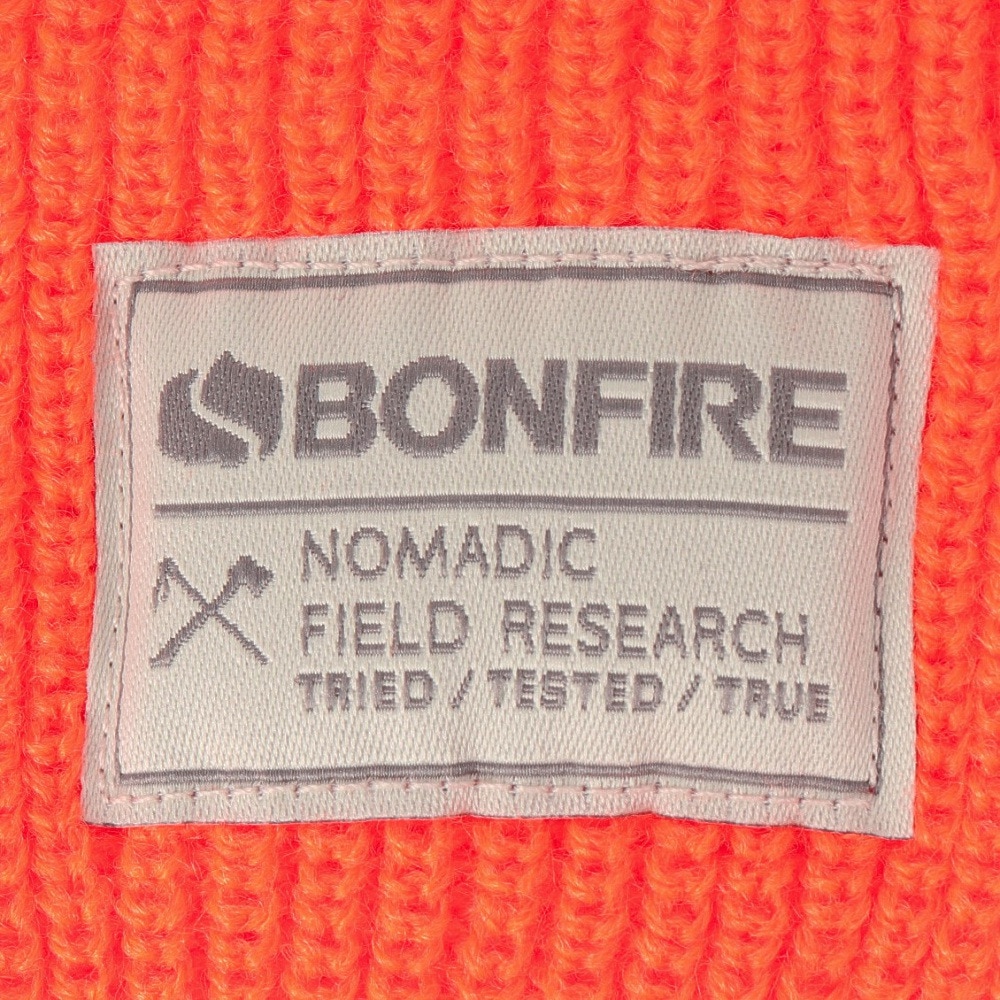 BONFIRE
NOMADIC
FIELD RESEARCH
TRIED / TESTED / TRUE